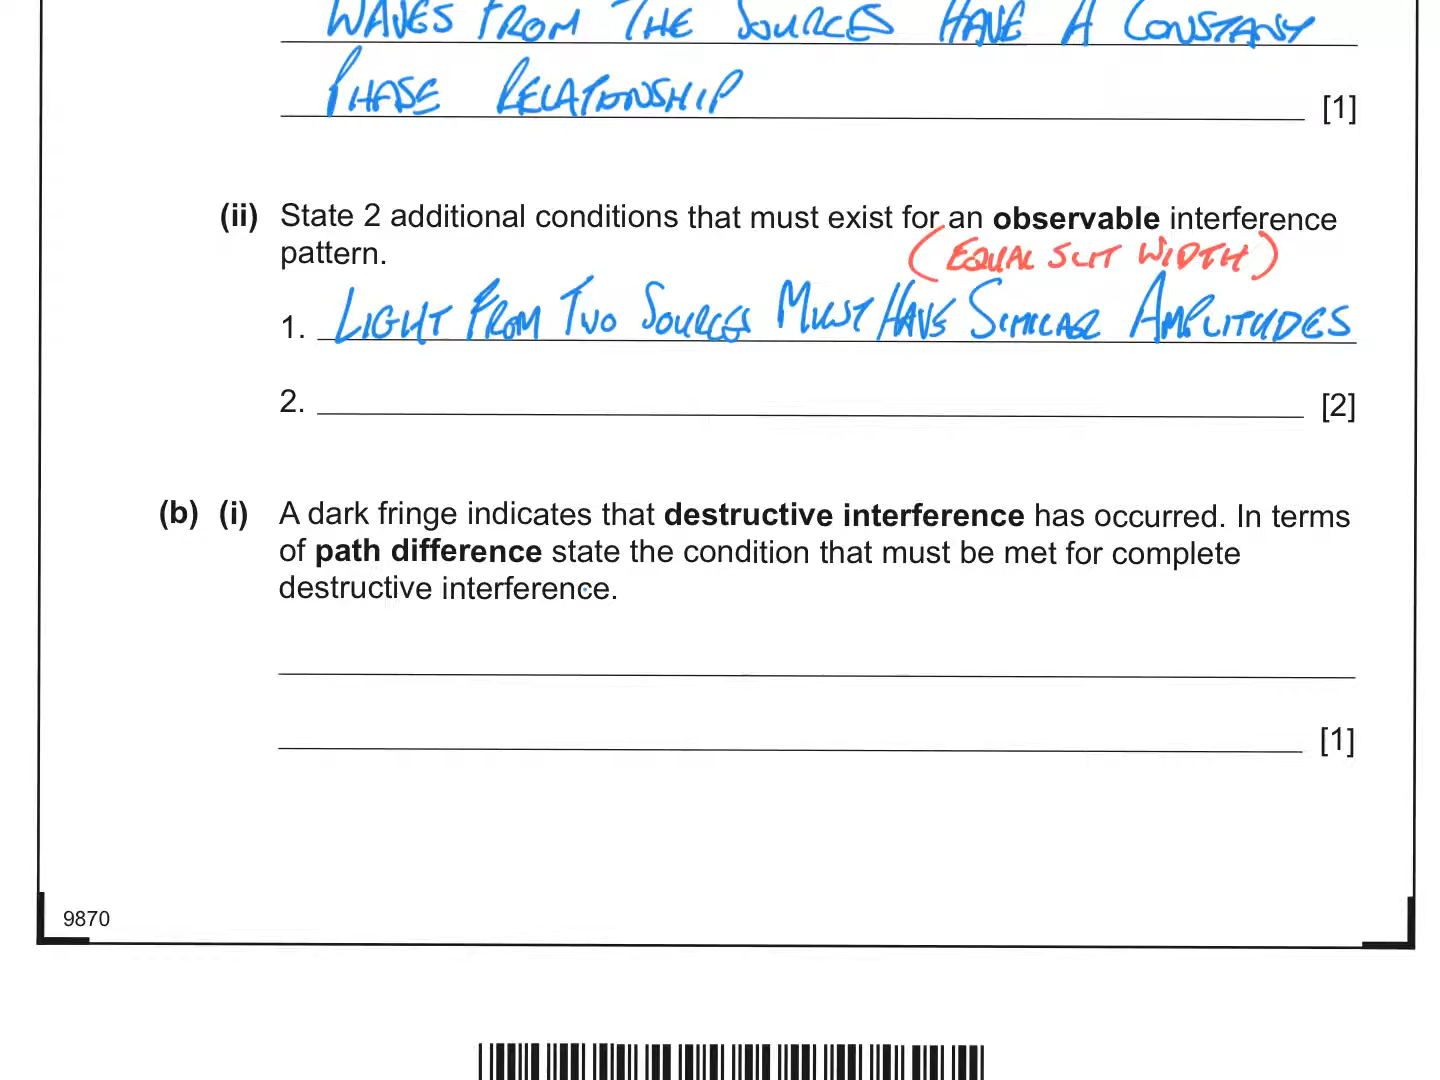 WAVES FROM THE SOURCES HAVE A CONSTANT
PHASE RELATIONSHIP [1]
(ii) State 2 additional conditions that must exist for an observable interference
pattern.
(EQUAL SLIT WIDTH)
1. LIGHT FROM TWO SOURCES MUST HAVE SIMILAR AMPLITUDES
2. [2]
(b) (i) A dark fringe indicates that destructive interference has occurred. In terms
of path difference state the condition that must be met for complete
destructive interference.
[1]
9870